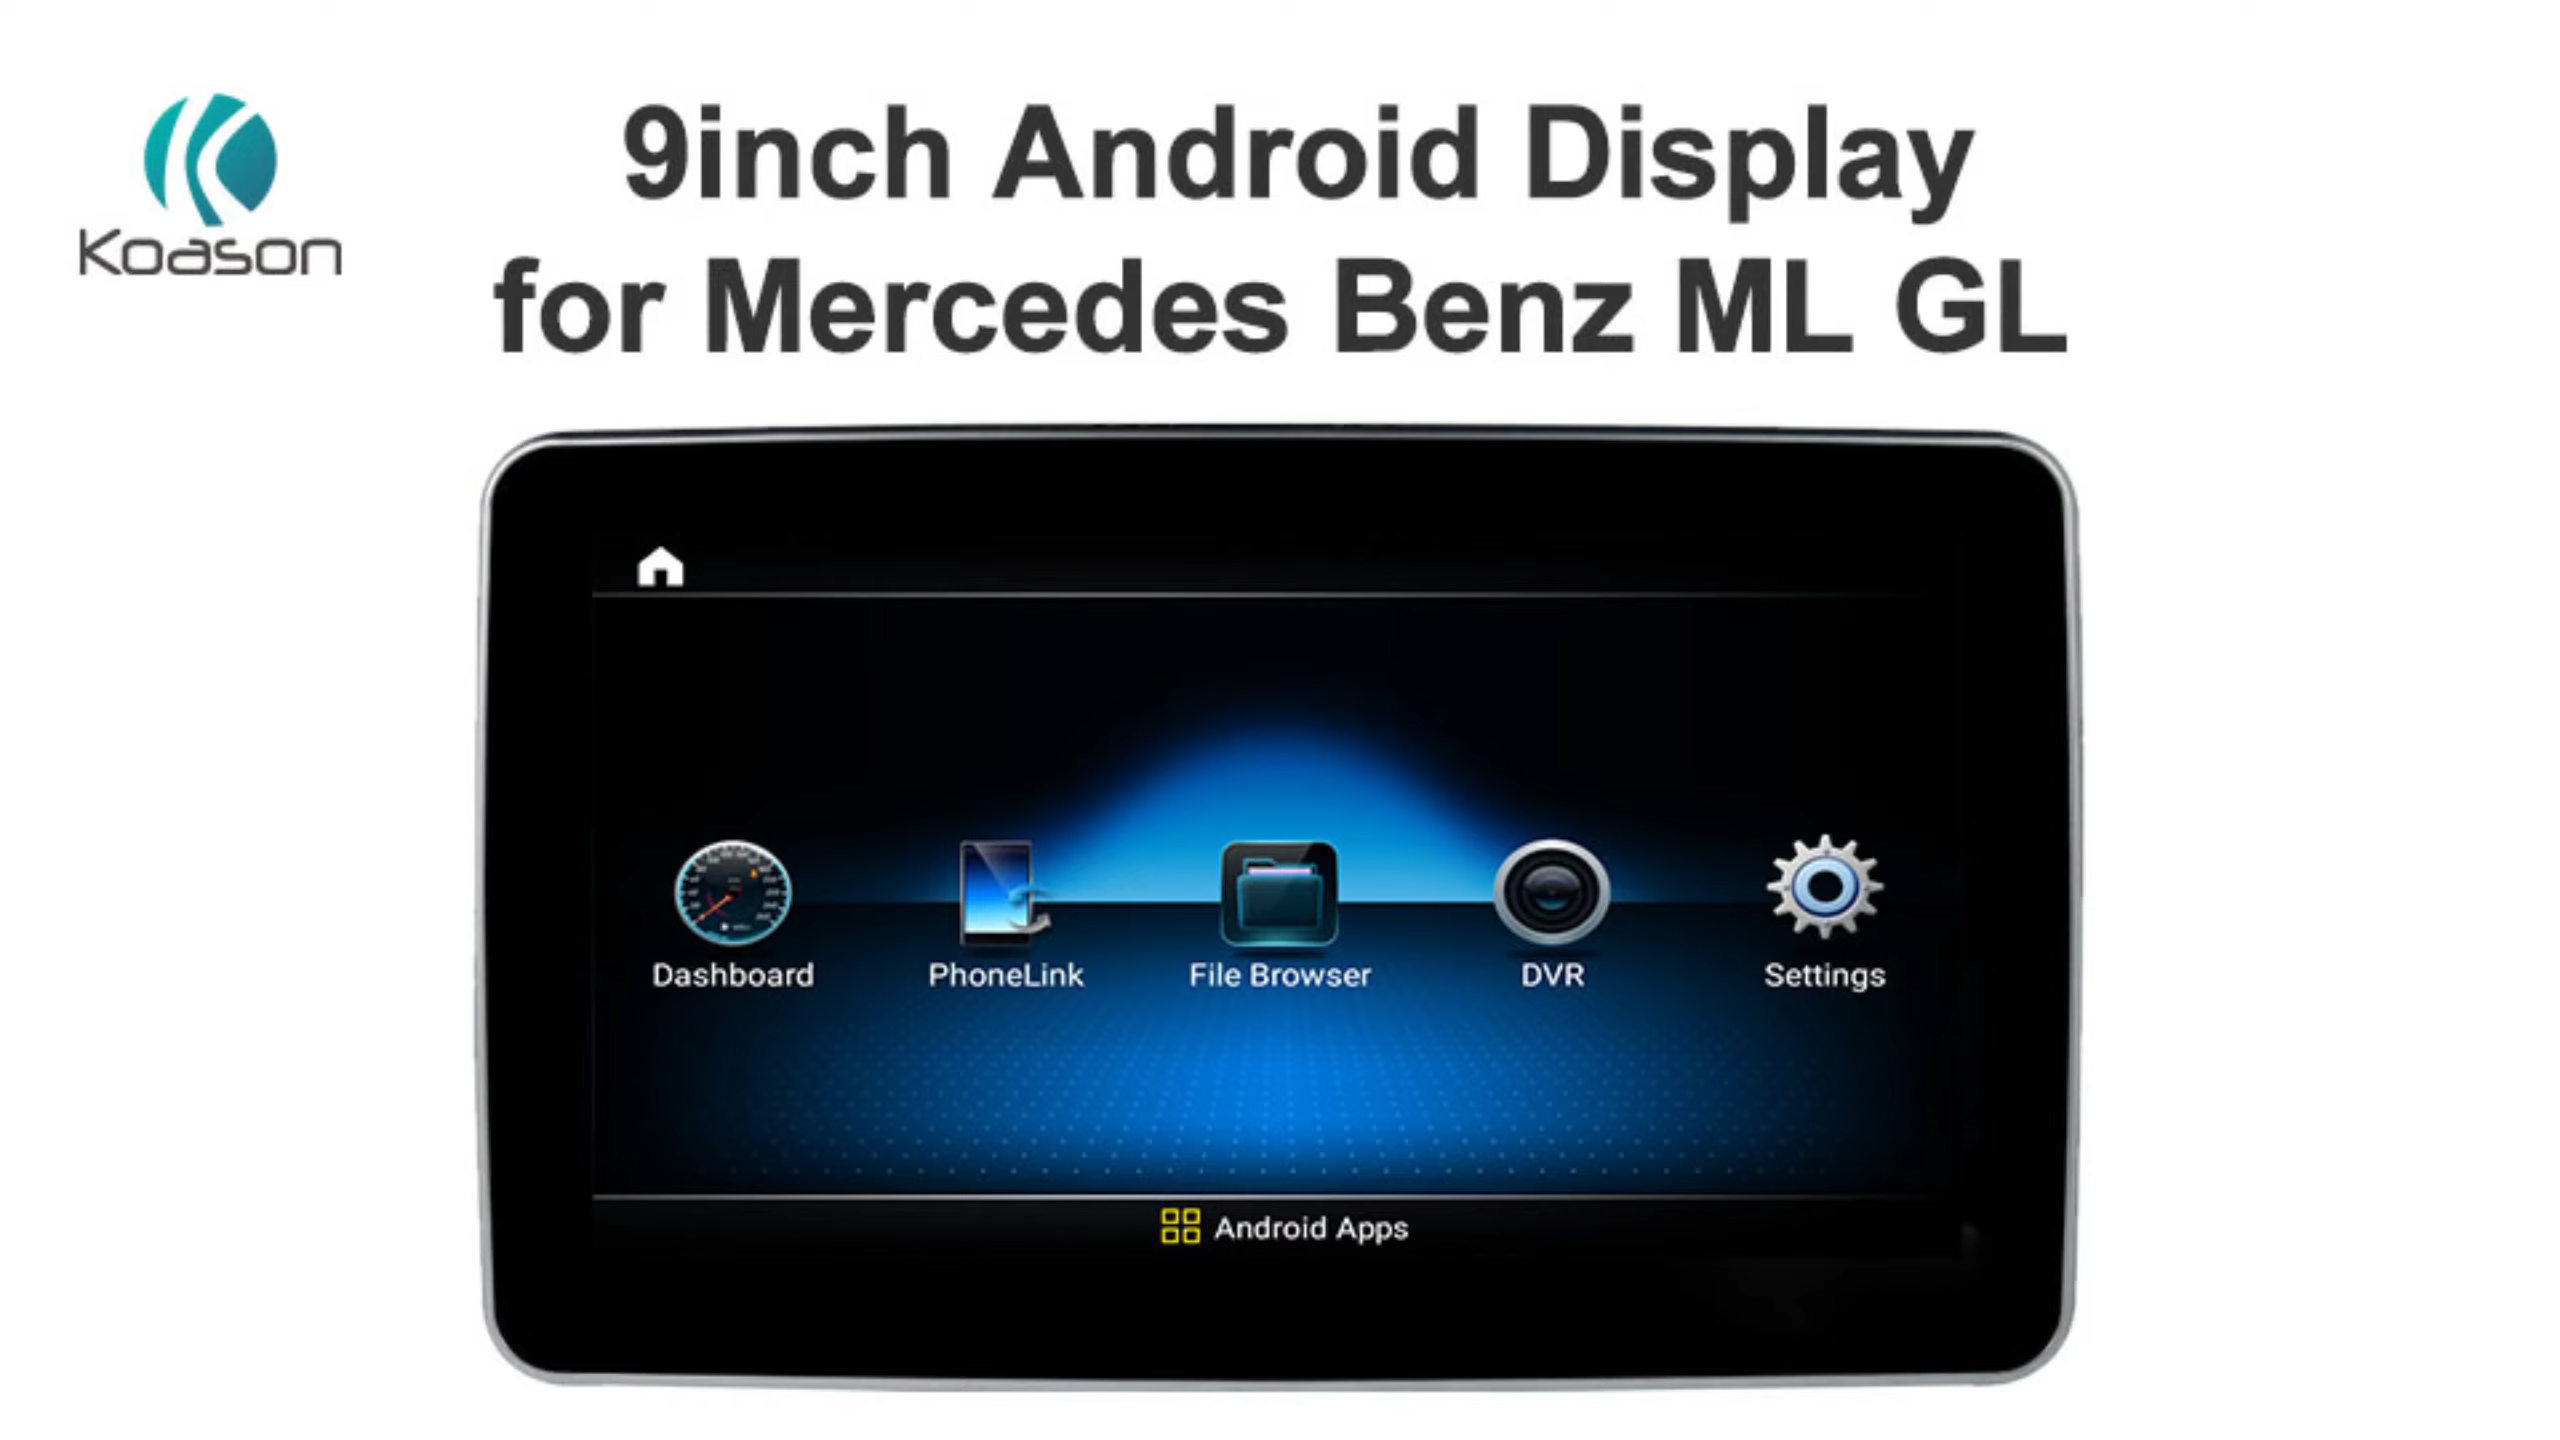 Koason
9inch Android Display
for Mercedes Benz ML GL
Dashboard
PhoneLink
File Browser
DVR
Settings
Android Apps